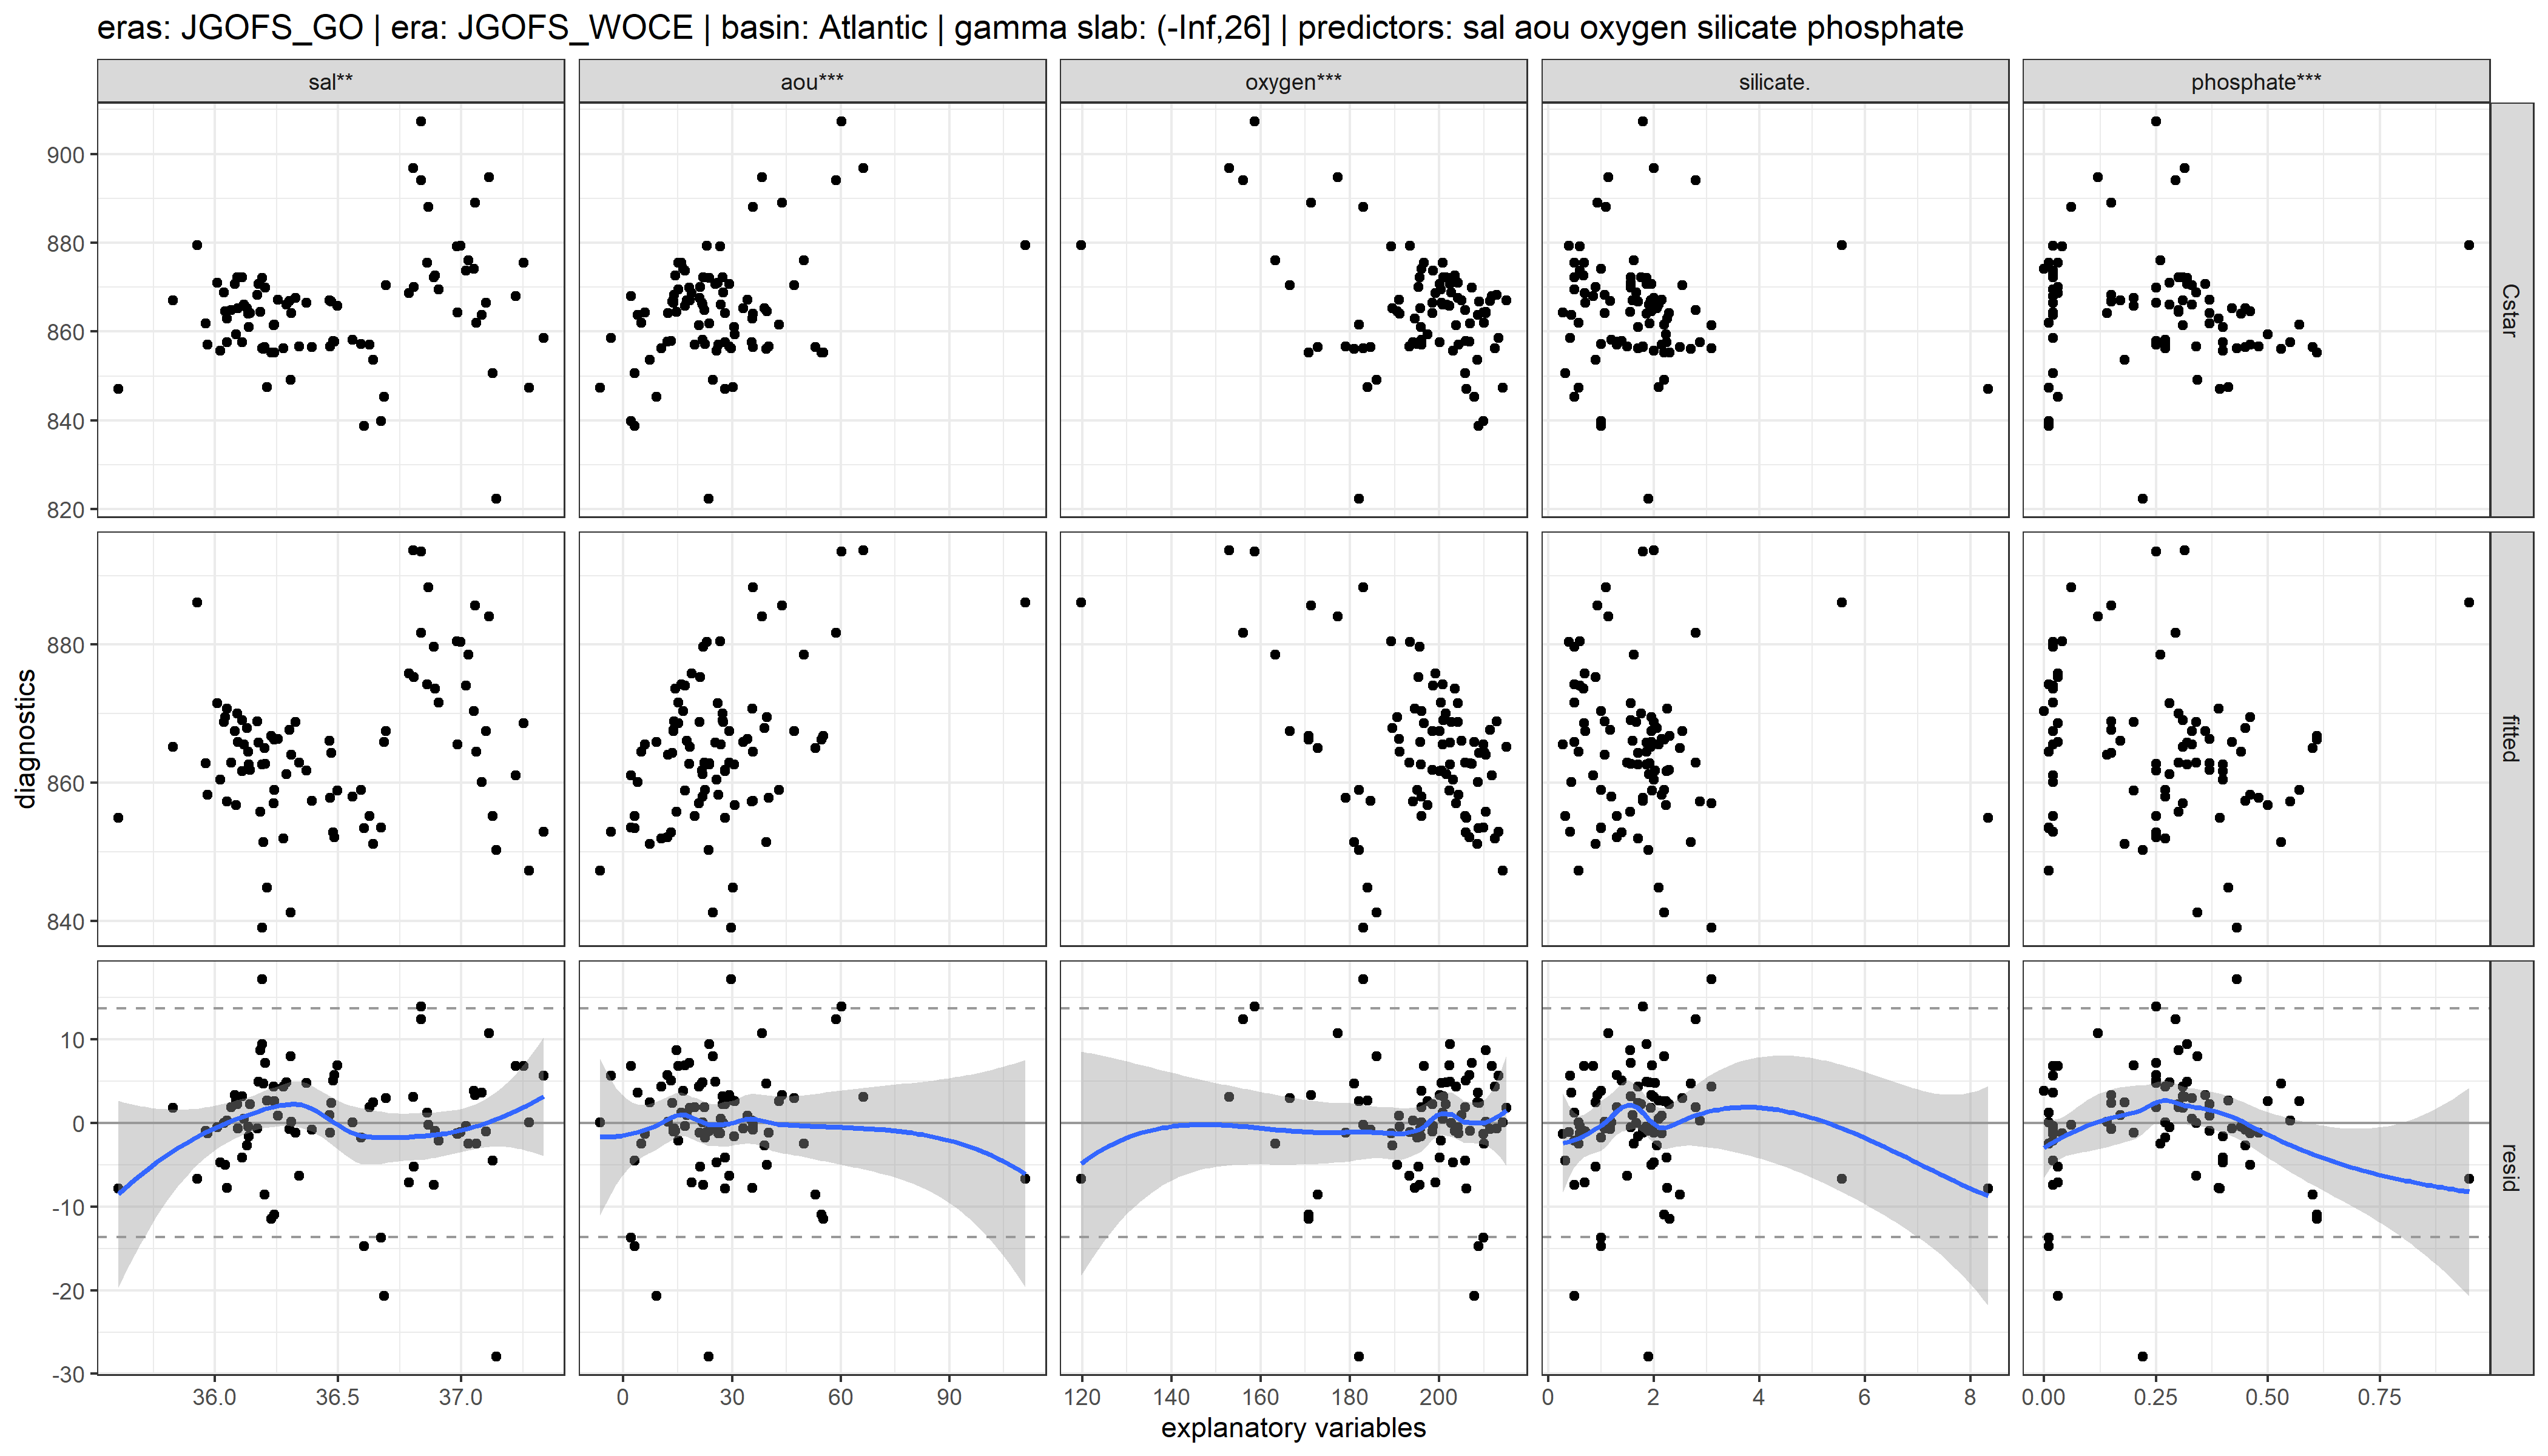 eras: JGOFS_GO | era: JGOFS_WOCE | basin: Atlantic | gamma slab: (-Inf,26] | predictors: sal aou oxygen silicate phosphate
sal** aou*** oxygen*** silicate. phosphate***
900
880
860
840
820
Cstar
880
860
840
fitted
diagnostics
10
0
-10
-20
-30
resid
36.0 36.5 37.0 0 30 60 90 120 140 160 180 200 0 2 4 6 8 0.00 0.25 0.50 0.75
explanatory variables